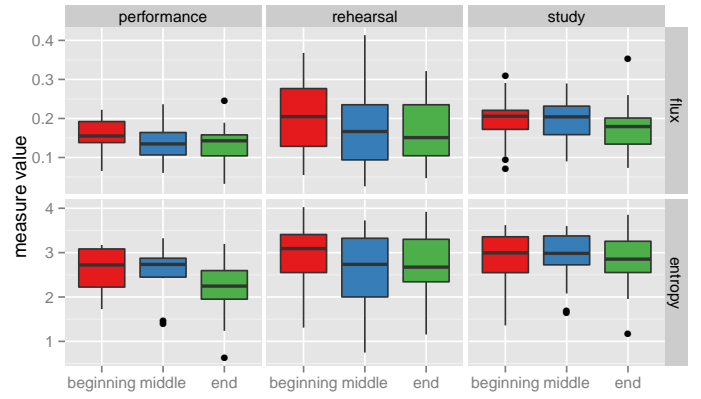 performance rehearsal study
0.4
0.3
0.2
0.1
flux
measure value
4
3
2
1
entropy
beginning middle end beginning middle end beginning middle end